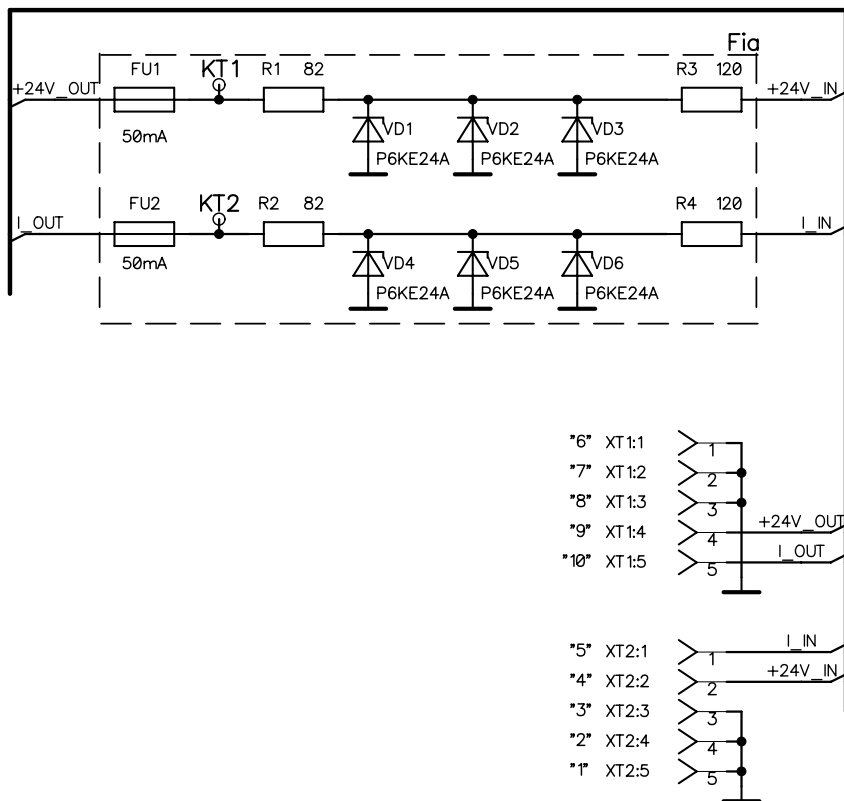 Fia
FU1 KT1 R1 82 R3 120
+24V_OUT +24V_IN
50mA VD1 VD2 VD3
P6KE24A P6KE24A P6KE24A
FU2 KT2 R2 82 R4 120
I_OUT I_IN
50mA VD4 VD5 VD6
P6KE24A P6KE24A P6KE24A
"6" XT1:1 1
"7" XT1:2 2
"8" XT1:3 3
"9" XT1:4 4 +24V_OUT
"10" XT1:5 5 I_OUT
"5" XT2:1 1 I_IN
"4" XT2:2 2 +24V_IN
"3" XT2:3 3
"2" XT2:4 4
"1" XT2:5 5